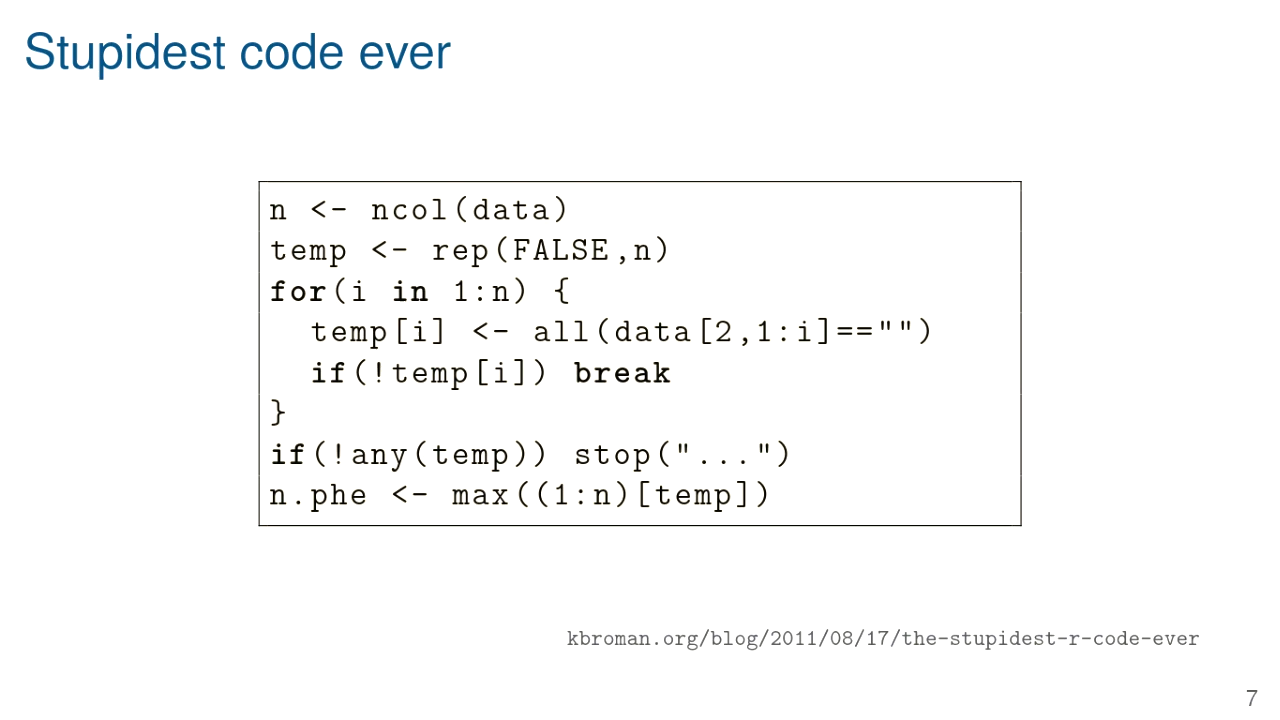 Stupidest code ever
n <- ncol(data)
temp <- rep(FALSE,n)
for(i in 1:n) {
  temp[i] <- all(data[2,1:i]=="")
  if(!temp[i]) break
}
if(!any(temp)) stop("...")
n.phe <- max((1:n)[temp])
kbroman.org/blog/2011/08/17/the-stupidest-r-code-ever
7